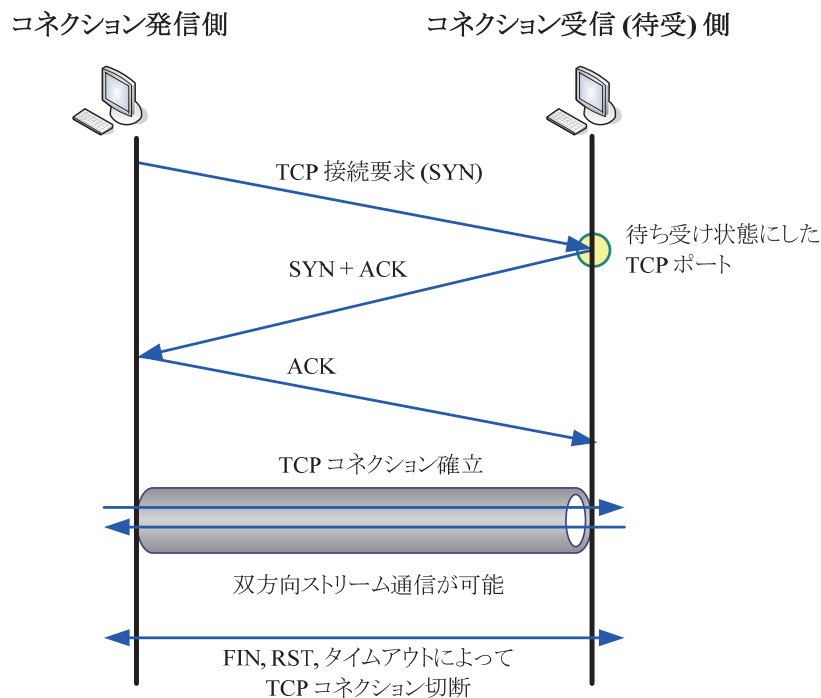 コネクション発信側
コネクション受信 (待受) 側
TCP 接続要求 (SYN)
待ち受け状態にした
TCP ポート
SYN + ACK
ACK
TCP コネクション確立
双方向ストリーム通信が可能
FIN, RST, タイムアウトによって
TCP コネクション切断